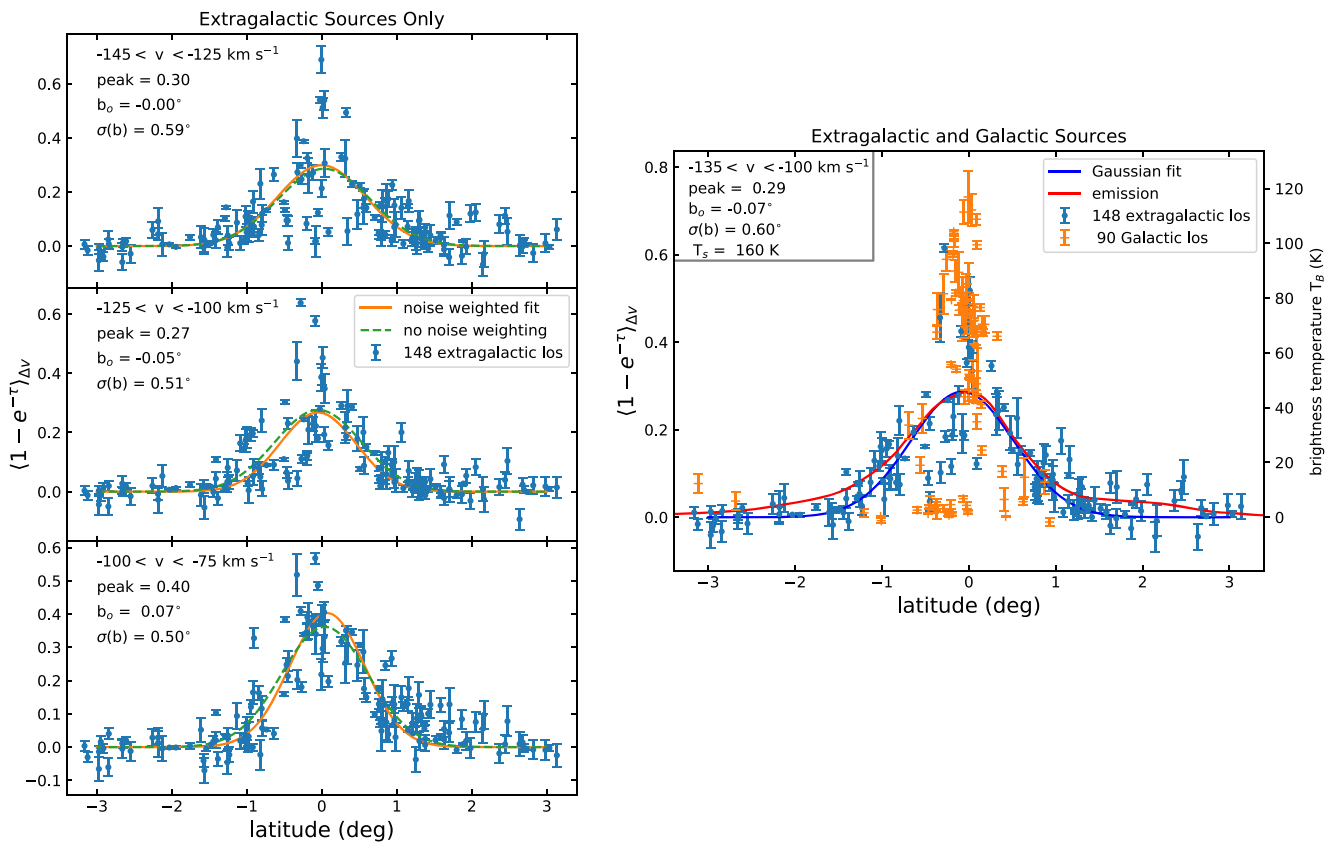 Extragalactic Sources Only
-145 < v < -125 km s⁻¹
peak = 0.30
bₒ = -0.00°
σ(b) = 0.59°
0.6
0.4
0.2
0.0
-125 < v < -100 km s⁻¹
peak = 0.27
bₒ = -0.05°
σ(b) = 0.51°
noise weighted fit
no noise weighting
148 extragalactic los
0.6
0.4
0.2
0.0
⟨1 − e^{−τ}⟩_{Δv}
-100 < v < -75 km s⁻¹
peak = 0.40
bₒ = 0.07°
σ(b) = 0.50°
0.6
0.5
0.4
0.3
0.2
0.1
0.0
−0.1
−3 −2 −1 0 1 2 3
latitude (deg)
Extragalactic and Galactic Sources
-135 < v < -100 km s⁻¹
peak = 0.29
bₒ = -0.07°
σ(b) = 0.60°
Tₛ = 160 K
Gaussian fit
emission
148 extragalactic los
90 Galactic los
0.8
0.6
0.4
0.2
0.0
⟨1 − e^{−τ}⟩_{Δv}
120
100
80
60
40
20
0
brightness temperature T_B (K)
−3 −2 −1 0 1 2 3
latitude (deg)